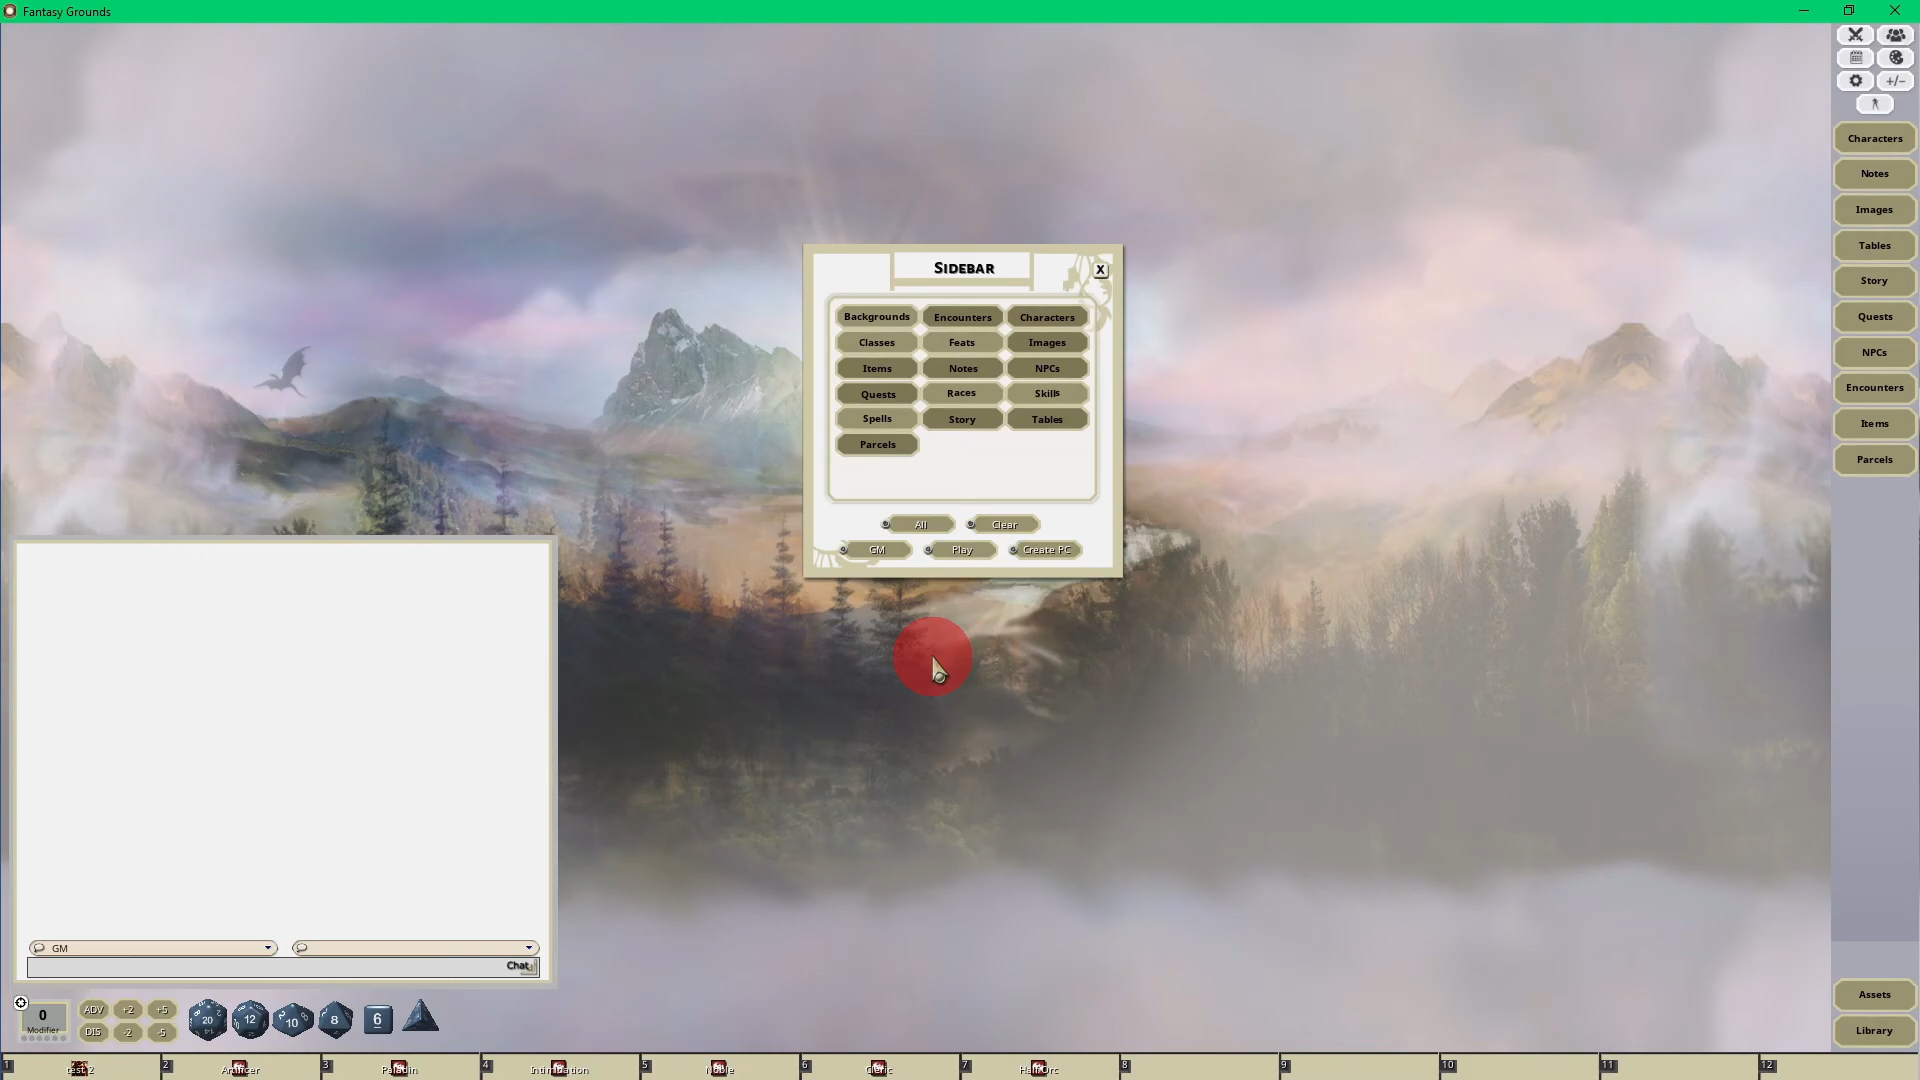 Fantasy Grounds
+/-
Characters
Notes
Images
Tables
Story
Quests
NPCs
Encounters
Items
Parcels
Assets
Library
SIDEBAR
X
Backgrounds Encounters Characters
Classes Feats Images
Items Notes NPCs
Quests Races Skills
Spells Story Tables
Parcels
All Clear
GM Play Create PC
GM
Chat
0
Modifier
ADV +2 +5
DIS -2 -5
20 12 10 8 6
1 2 3 4 5 6 7 8 9 10 11 12
test 2 Artificer Paladin Intimidation Noble Cleric Half-Orc